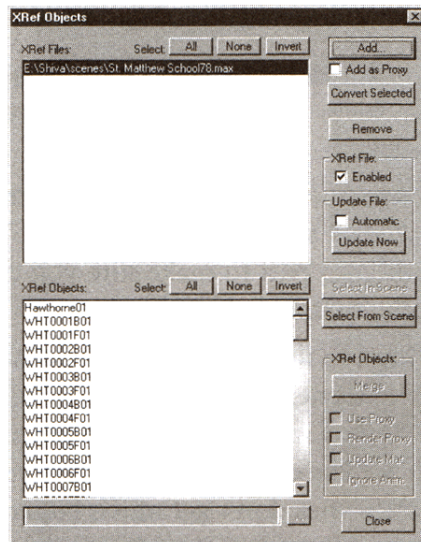 XRef Objects
XRef Files:
Select:
All
None
Invert
Add...
Add as Proxy
Convert Selected
Remove
E:\Shiva\scenes\St. Matthew School78.max
XRef File:
Enabled
Update File:
Automatic
Update Now
XRef Objects:
Select:
All
None
Invert
Select In Scene
Select From Scene
Hawthorne01
WHT0001B01
WHT0001F01
WHT0002B01
WHT0002F01
WHT0003B01
WHT0003F01
WHT0004B01
WHT0004F01
WHT0005B01
WHT0005F01
WHT0006B01
WHT0006F01
WHT0007B01
XRef Objects:
Merge
Use Proxy
Render Proxy
Update Mat.
Ignore Anim.
...
Close